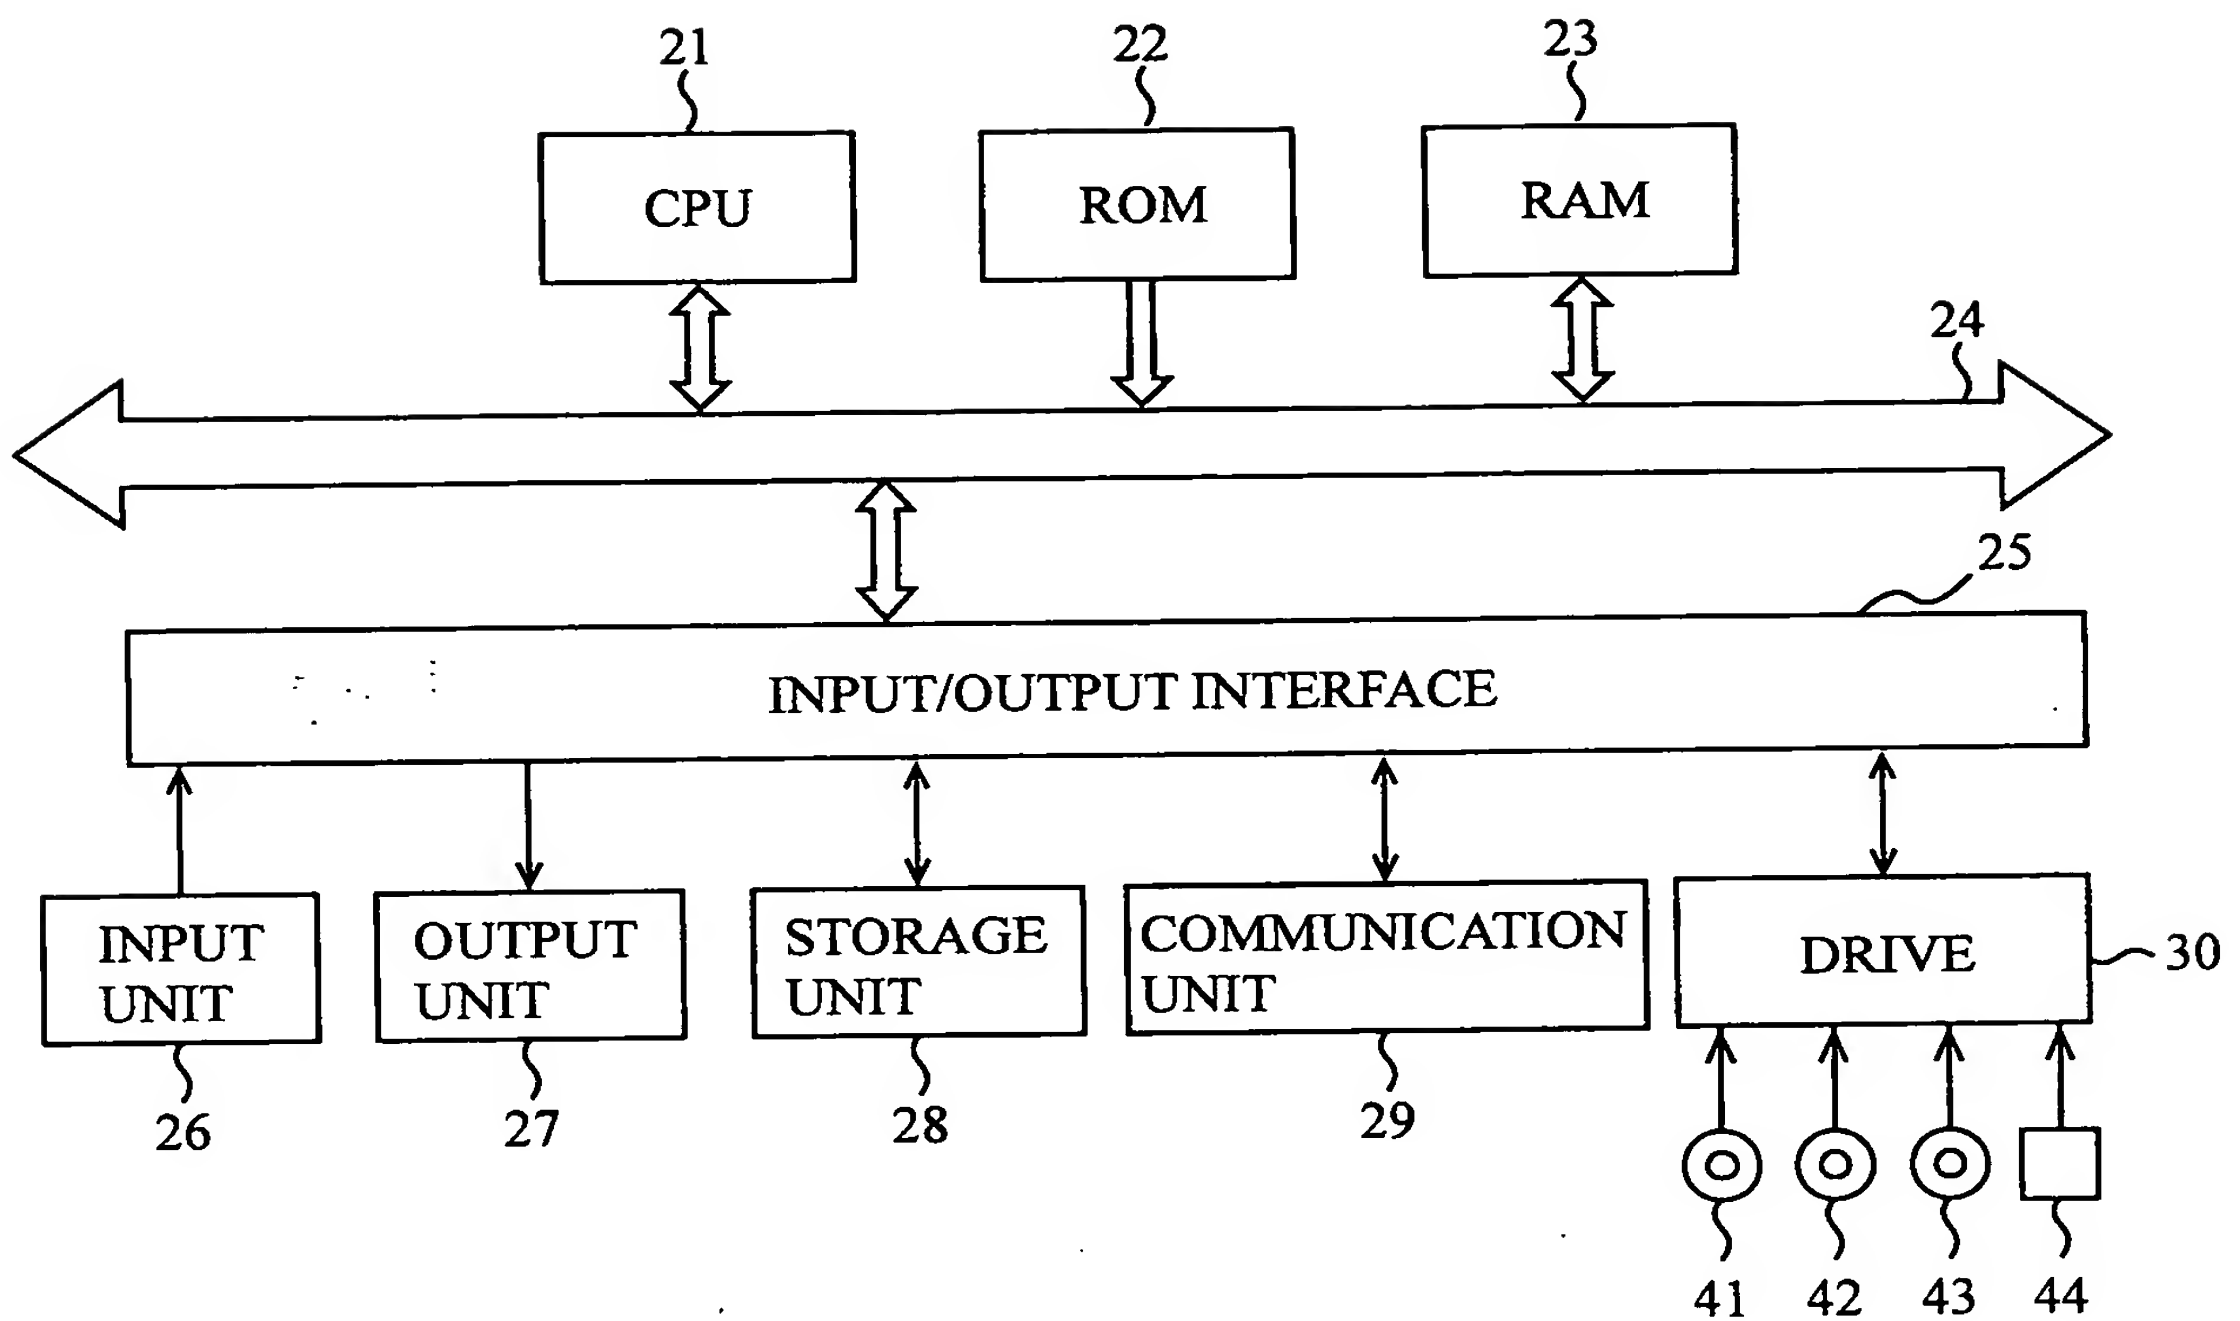 21
22
23
CPU
ROM
RAM
24
25
INPUT/OUTPUT INTERFACE
INPUT
UNIT
OUTPUT
UNIT
STORAGE
UNIT
COMMUNICATION
UNIT
DRIVE
30
26
27
28
29
41
42
43
44